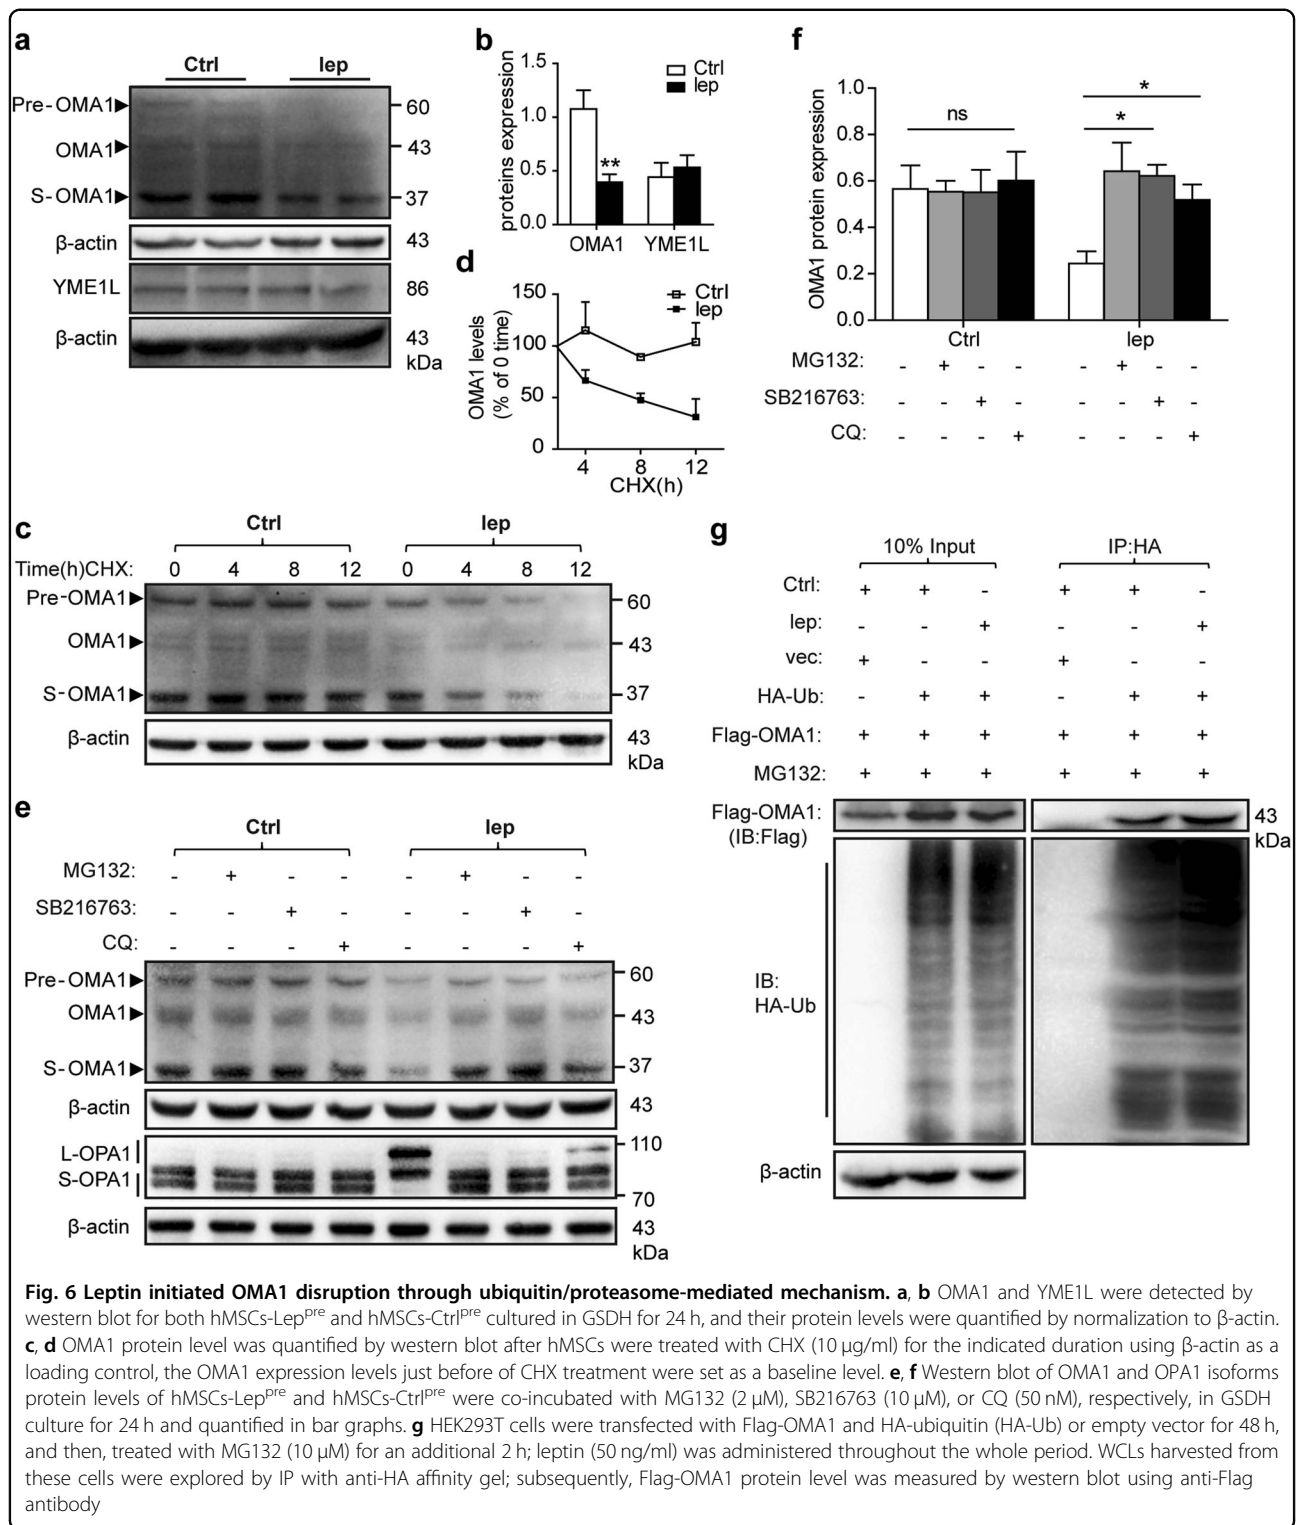 a
Ctrl lep
Pre-OMA1 60
OMA1 43
S-OMA1 37
β-actin 43
YME1L 86
β-actin 43
kDa
b
proteins expression
1.5
1.0
0.5
0.0
Ctrl
lep
**
OMA1 YME1L
d
OMA1 levels
(% of 0 time)
150
100
50
0
Ctrl
lep
4 8 12
CHX(h)
f
OMA1 protein expression
1.0
0.8
0.6
0.4
0.2
0.0
ns
*
*
Ctrl lep
MG132: - + - - - + - -
SB216763: - - + - - - + -
CQ: - - - + - - - +
c
Ctrl lep
Time(h)CHX: 0 4 8 12 0 4 8 12
Pre-OMA1 60
OMA1 43
S-OMA1 37
β-actin 43
kDa
e
Ctrl lep
MG132: - + - - - + - -
SB216763: - - + - - - + -
CQ: - - - + - - - +
Pre-OMA1 60
OMA1 43
S-OMA1 37
β-actin 43
L-OPA1 110
S-OPA1 70
β-actin 43
kDa
g
10% Input IP:HA
Ctrl: + + - + + -
lep: - - + - - +
vec: + - - + - -
HA-Ub: - + + - + +
Flag-OMA1: + + + + + +
MG132: + + + + + +
Flag-OMA1: 43
(IB:Flag) kDa
IB:
HA-Ub
β-actin
Fig. 6 Leptin initiated OMA1 disruption through ubiquitin/proteasome-mediated mechanism. a, b OMA1 and YME1L were detected by
western blot for both hMSCs-Lep^pre and hMSCs-Ctrl^pre cultured in GSDH for 24 h, and their protein levels were quantified by normalization to β-actin.
c, d OMA1 protein level was quantified by western blot after hMSCs were treated with CHX (10 μg/ml) for the indicated duration using β-actin as a
loading control, the OMA1 expression levels just before of CHX treatment were set as a baseline level. e, f Western blot of OMA1 and OPA1 isoforms
protein levels of hMSCs-Lep^pre and hMSCs-Ctrl^pre were co-incubated with MG132 (2 μM), SB216763 (10 μM), or CQ (50 nM), respectively, in GSDH
culture for 24 h and quantified in bar graphs. g HEK293T cells were transfected with Flag-OMA1 and HA-ubiquitin (HA-Ub) or empty vector for 48 h,
and then, treated with MG132 (10 μM) for an additional 2 h; leptin (50 ng/ml) was administered throughout the whole period. WCLs harvested from
these cells were explored by IP with anti-HA affinity gel; subsequently, Flag-OMA1 protein level was measured by western blot using anti-Flag
antibody